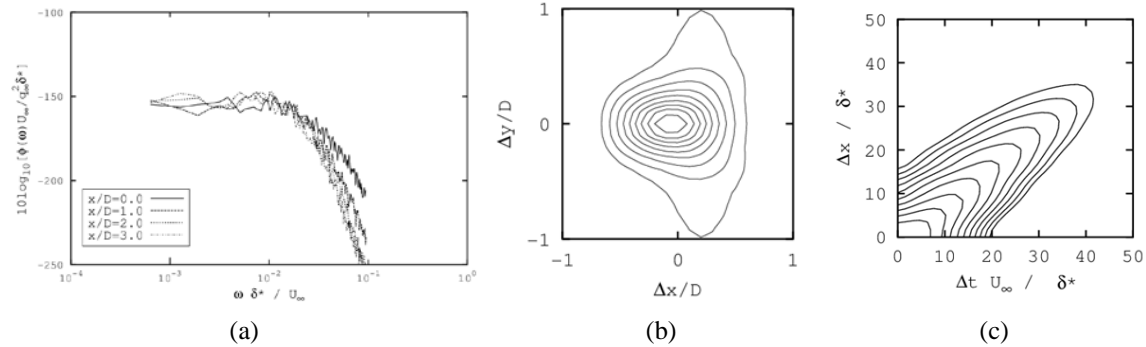 -100
-150
-200
-250
10log₁₀[ϕ(ω)U∞/q²∞δ*]
x/D=0.0
x/D=1.0
x/D=2.0
x/D=3.0
10⁻⁴ 10⁻³ 10⁻² 10⁻¹ 10⁰
ω δ* / U∞
(a)
1
0
-1
Δy/D
-1 0 1
Δx/D
(b)
50
40
30
20
10
0
Δx / δ*
0 10 20 30 40 50
Δt U∞ / δ*
(c)